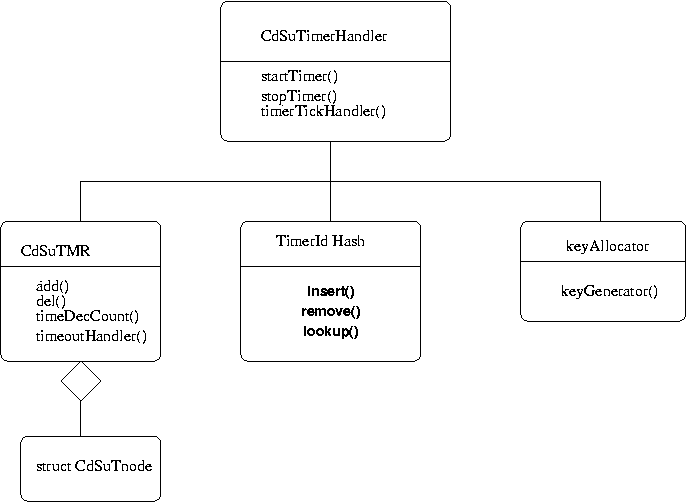 CdSuTimerHandler
startTimer()
stopTimer()
timerTickHandler()
CdSuTMR
add()
del()
timeDecCount()
timeoutHandler()
TimerId Hash
insert()
remove()
lookup()
keyAllocator
keyGenerator()
struct CdSuTnode